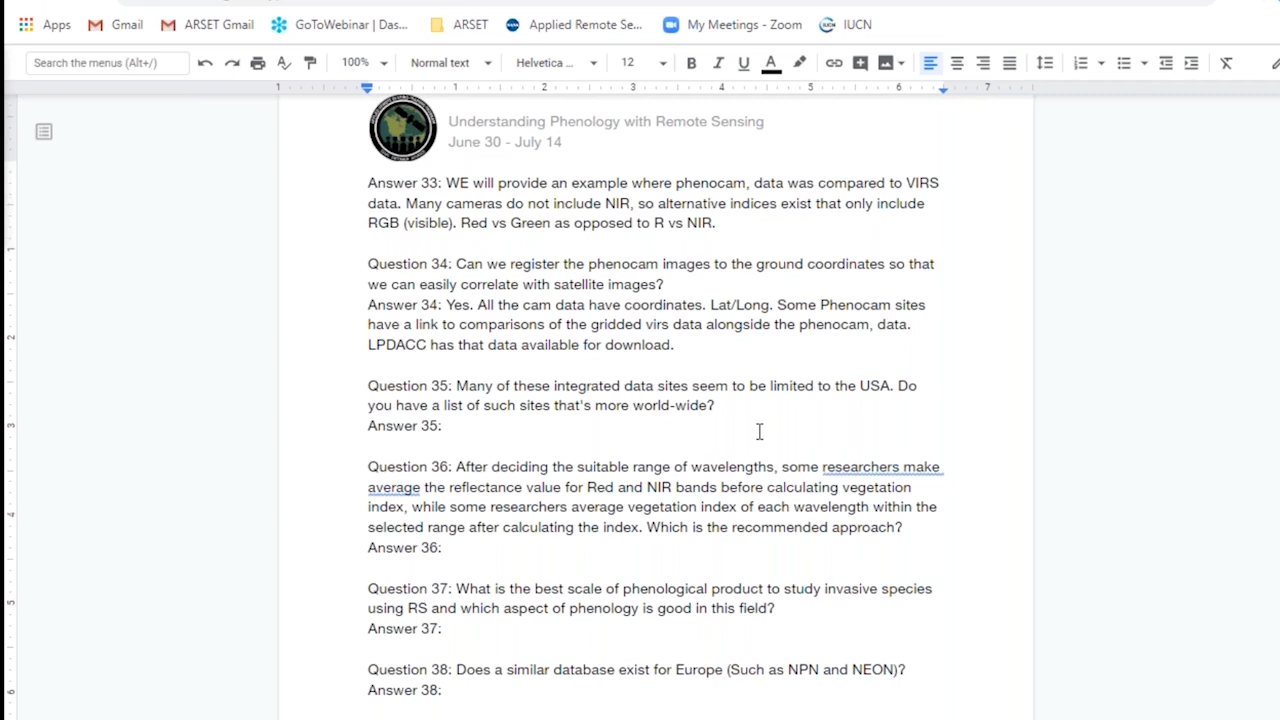 Apps Gmail ARSET Gmail GoToWebinar | Das... ARSET Applied Remote Se... My Meetings - Zoom IUCN
Search the menus (Alt+/) 100% Normal text Helvetica ... 12 B I U A
1 1 2 3 4 5 6 7
Understanding Phenology with Remote Sensing
June 30 - July 14
Answer 33: WE will provide an example where phenocam, data was compared to VIRS
data. Many cameras do not include NIR, so alternative indices exist that only include
RGB (visible). Red vs Green as opposed to R vs NIR.
Question 34: Can we register the phenocam images to the ground coordinates so that
we can easily correlate with satellite images?
Answer 34: Yes. All the cam data have coordinates. Lat/Long. Some Phenocam sites
have a link to comparisons of the gridded virs data alongside the phenocam, data.
LPDACC has that data available for download.
Question 35: Many of these integrated data sites seem to be limited to the USA. Do
you have a list of such sites that's more world-wide?
Answer 35:
Question 36: After deciding the suitable range of wavelengths, some researchers make
average the reflectance value for Red and NIR bands before calculating vegetation
index, while some researchers average vegetation index of each wavelength within the
selected range after calculating the index. Which is the recommended approach?
Answer 36:
Question 37: What is the best scale of phenological product to study invasive species
using RS and which aspect of phenology is good in this field?
Answer 37:
Question 38: Does a similar database exist for Europe (Such as NPN and NEON)?
Answer 38: